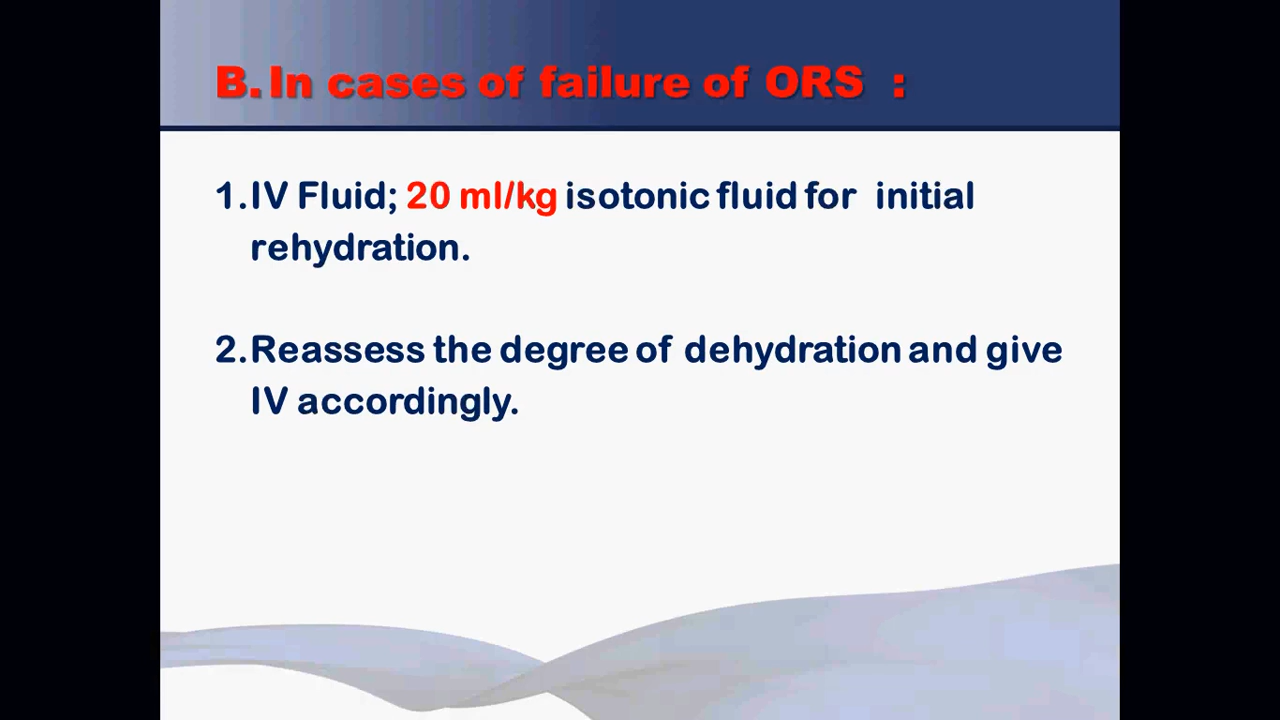 B. In cases of failure of ORS :
1. IV Fluid; 20 ml/kg isotonic fluid for initial
rehydration.
2. Reassess the degree of dehydration and give
IV accordingly.